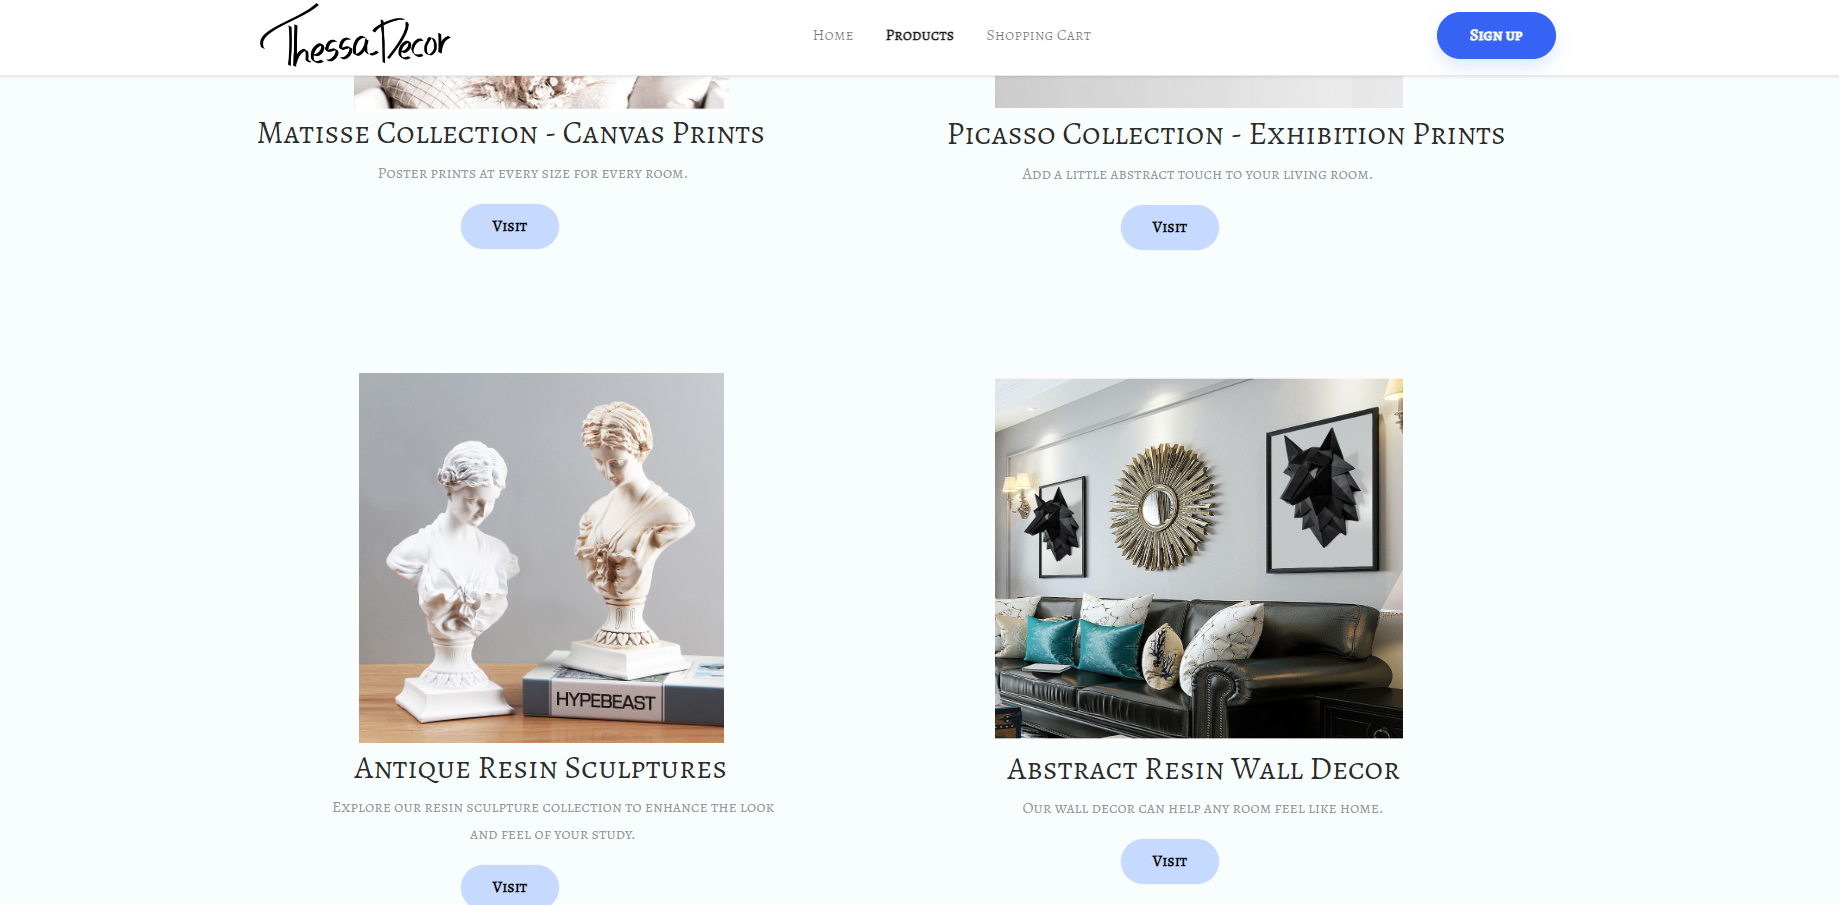 Thessa Decor
Home Products Shopping Cart Sign up
Matisse Collection - Canvas Prints
Poster prints at every size for every room.
Visit
Picasso Collection - Exhibition Prints
Add a little abstract touch to your living room.
Visit
HYPEBEAST
Antique Resin Sculptures
Explore our resin sculpture collection to enhance the look
and feel of your study.
Visit
Abstract Resin Wall Decor
Our wall decor can help any room feel like home.
Visit